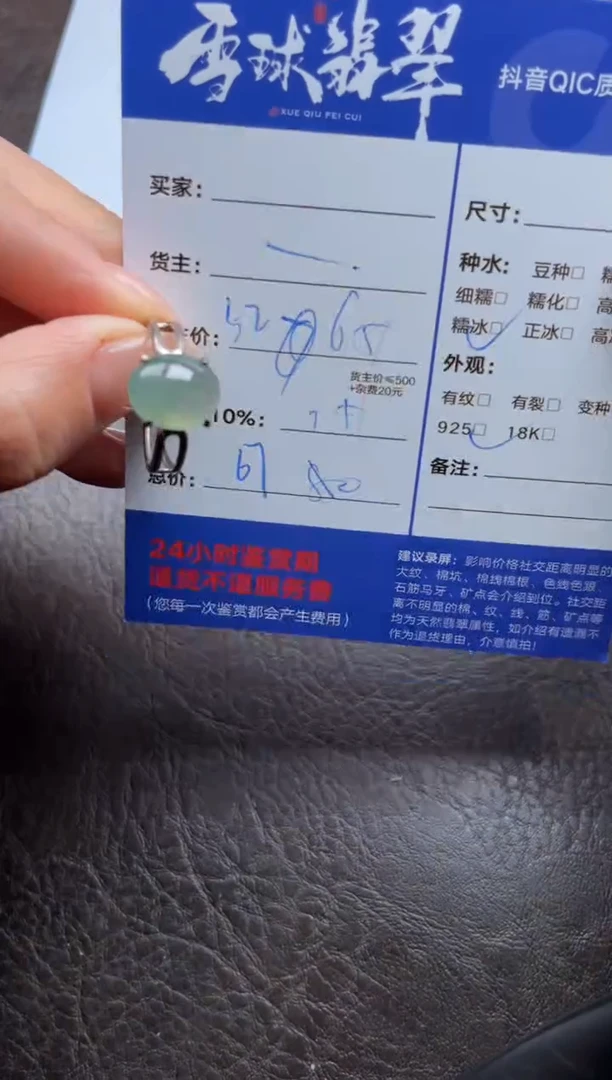 雪球翡翠
XUE QIU FEI CUI
抖音QIC质
买家：
货主：
价：
货主价≤500
+杂费20元
10%：
总价：
尺寸：
种水： 豆种□ 糯
细糯□ 糯化□ 高
糯冰□ 正冰□ 高
外观：
有纹□ 有裂□ 变种
925□ 18K□
备注：
24小时鉴赏期
退货不退服务费
（您每一次鉴赏都会产生费用）
建议录屏：影响价格社交距离明显的
大纹、棉坑、棉线棉根、色线色源
石筋马牙、矿点会介绍到位。社交距
离不明显的棉、纹、线、筋、矿点等
均为天然翡翠属性，如介绍有遗漏不
作为退货理由，介意慎拍！